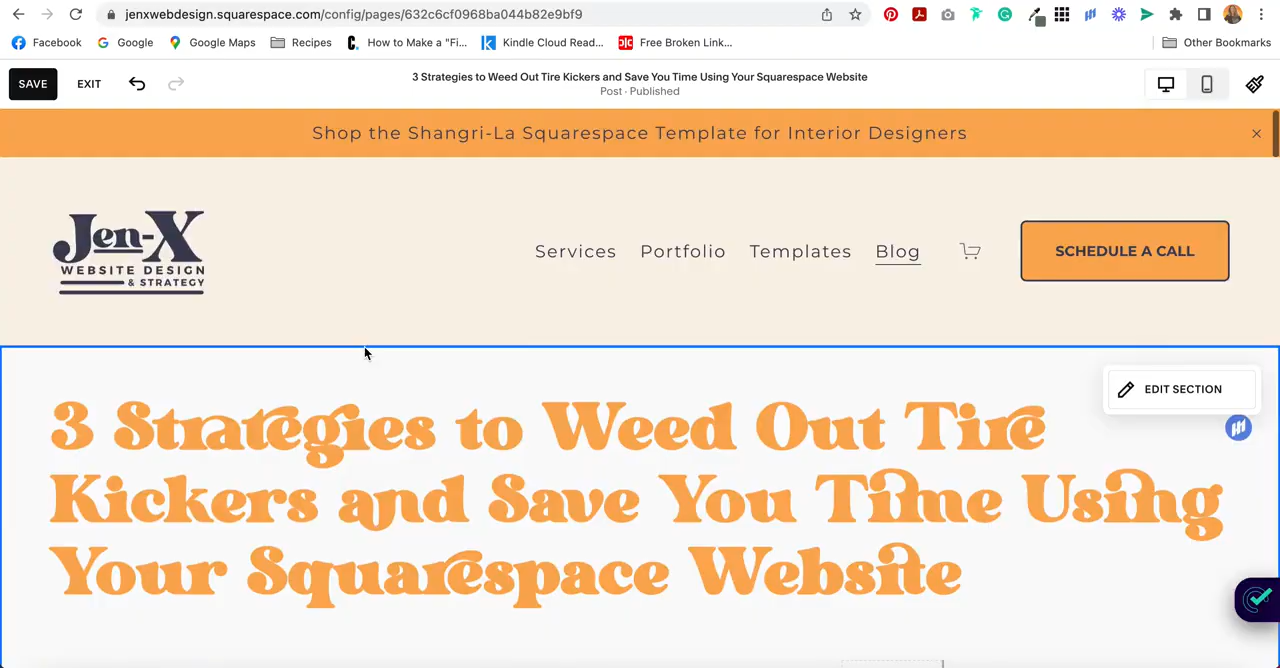 jenxwebdesign.squarespace.com/config/pages/632c6cf0968ba044b82e9bf9
Facebook Google Google Maps Recipes How to Make a "Fi... Kindle Cloud Read... Free Broken Link... Other Bookmarks
SAVE EXIT
3 Strategies to Weed Out Tire Kickers and Save You Time Using Your Squarespace Website
Post · Published
Shop the Shangri-La Squarespace Template for Interior Designers
Jen-X
WEBSITE DESIGN
& STRATEGY
Services Portfolio Templates Blog
SCHEDULE A CALL
EDIT SECTION
3 Strategies to Weed Out Tire
Kickers and Save You Time Using
Your Squarespace Website